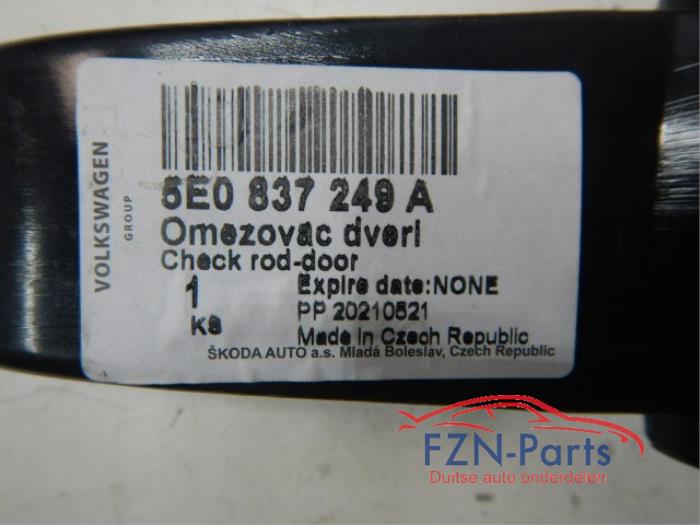 VOLKSWAGEN
GROUP
5E0 837 249 A
Omezovac dveri
Check rod-door
1
ks
Expire date:NONE
PP 20210521
Made in Czech Republic
ŠKODA AUTO a.s. Mladá Boleslav, Czech Republic
FZN-Parts
Duitse auto onderdelen